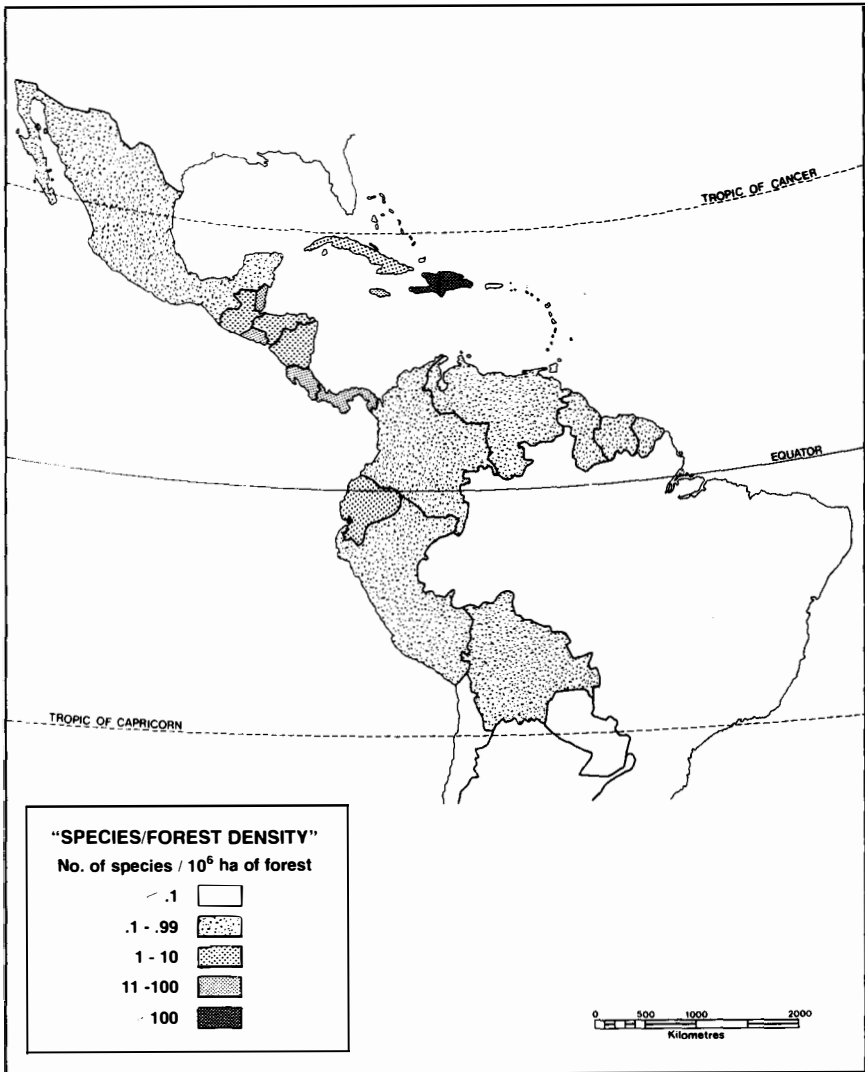 TROPIC OF CANCER
EQUATOR
TROPIC OF CAPRICORN
“SPECIES/FOREST DENSITY”
No. of species / 10⁶ ha of forest
.1
.1 - .99
1 - 10
11 -100
100
0 500 1000 2000
Kilometres